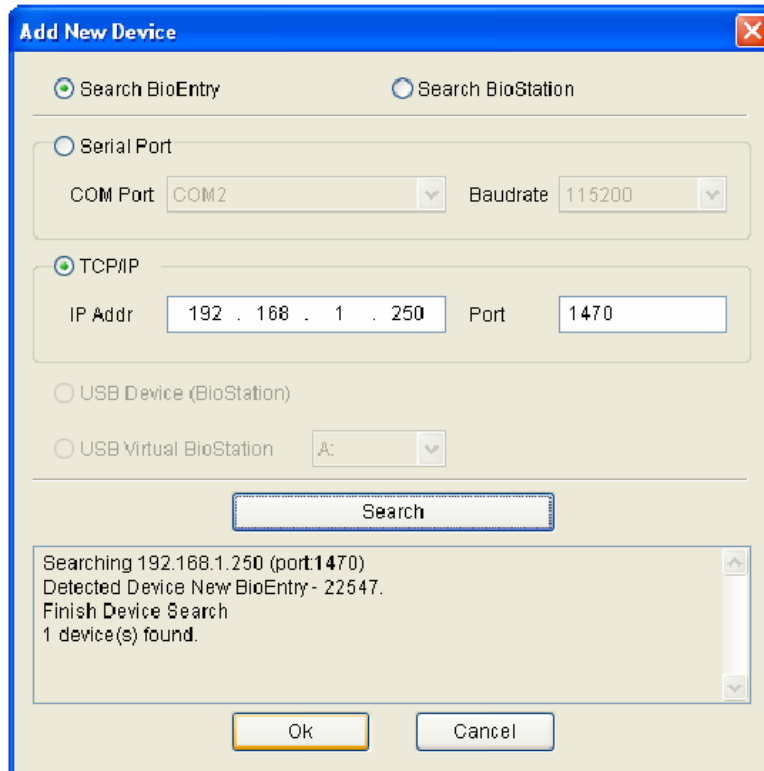 Add New Device
Search BioEntry Search BioStation
Serial Port
COM Port COM2 Baudrate 115200
TCP/IP
IP Addr 192 . 168 . 1 . 250 Port 1470
USB Device (BioStation)
USB Virtual BioStation A:
Search
Searching 192.168.1.250 (port:1470)
Detected Device New BioEntry - 22547.
Finish Device Search
1 device(s) found.
Ok Cancel